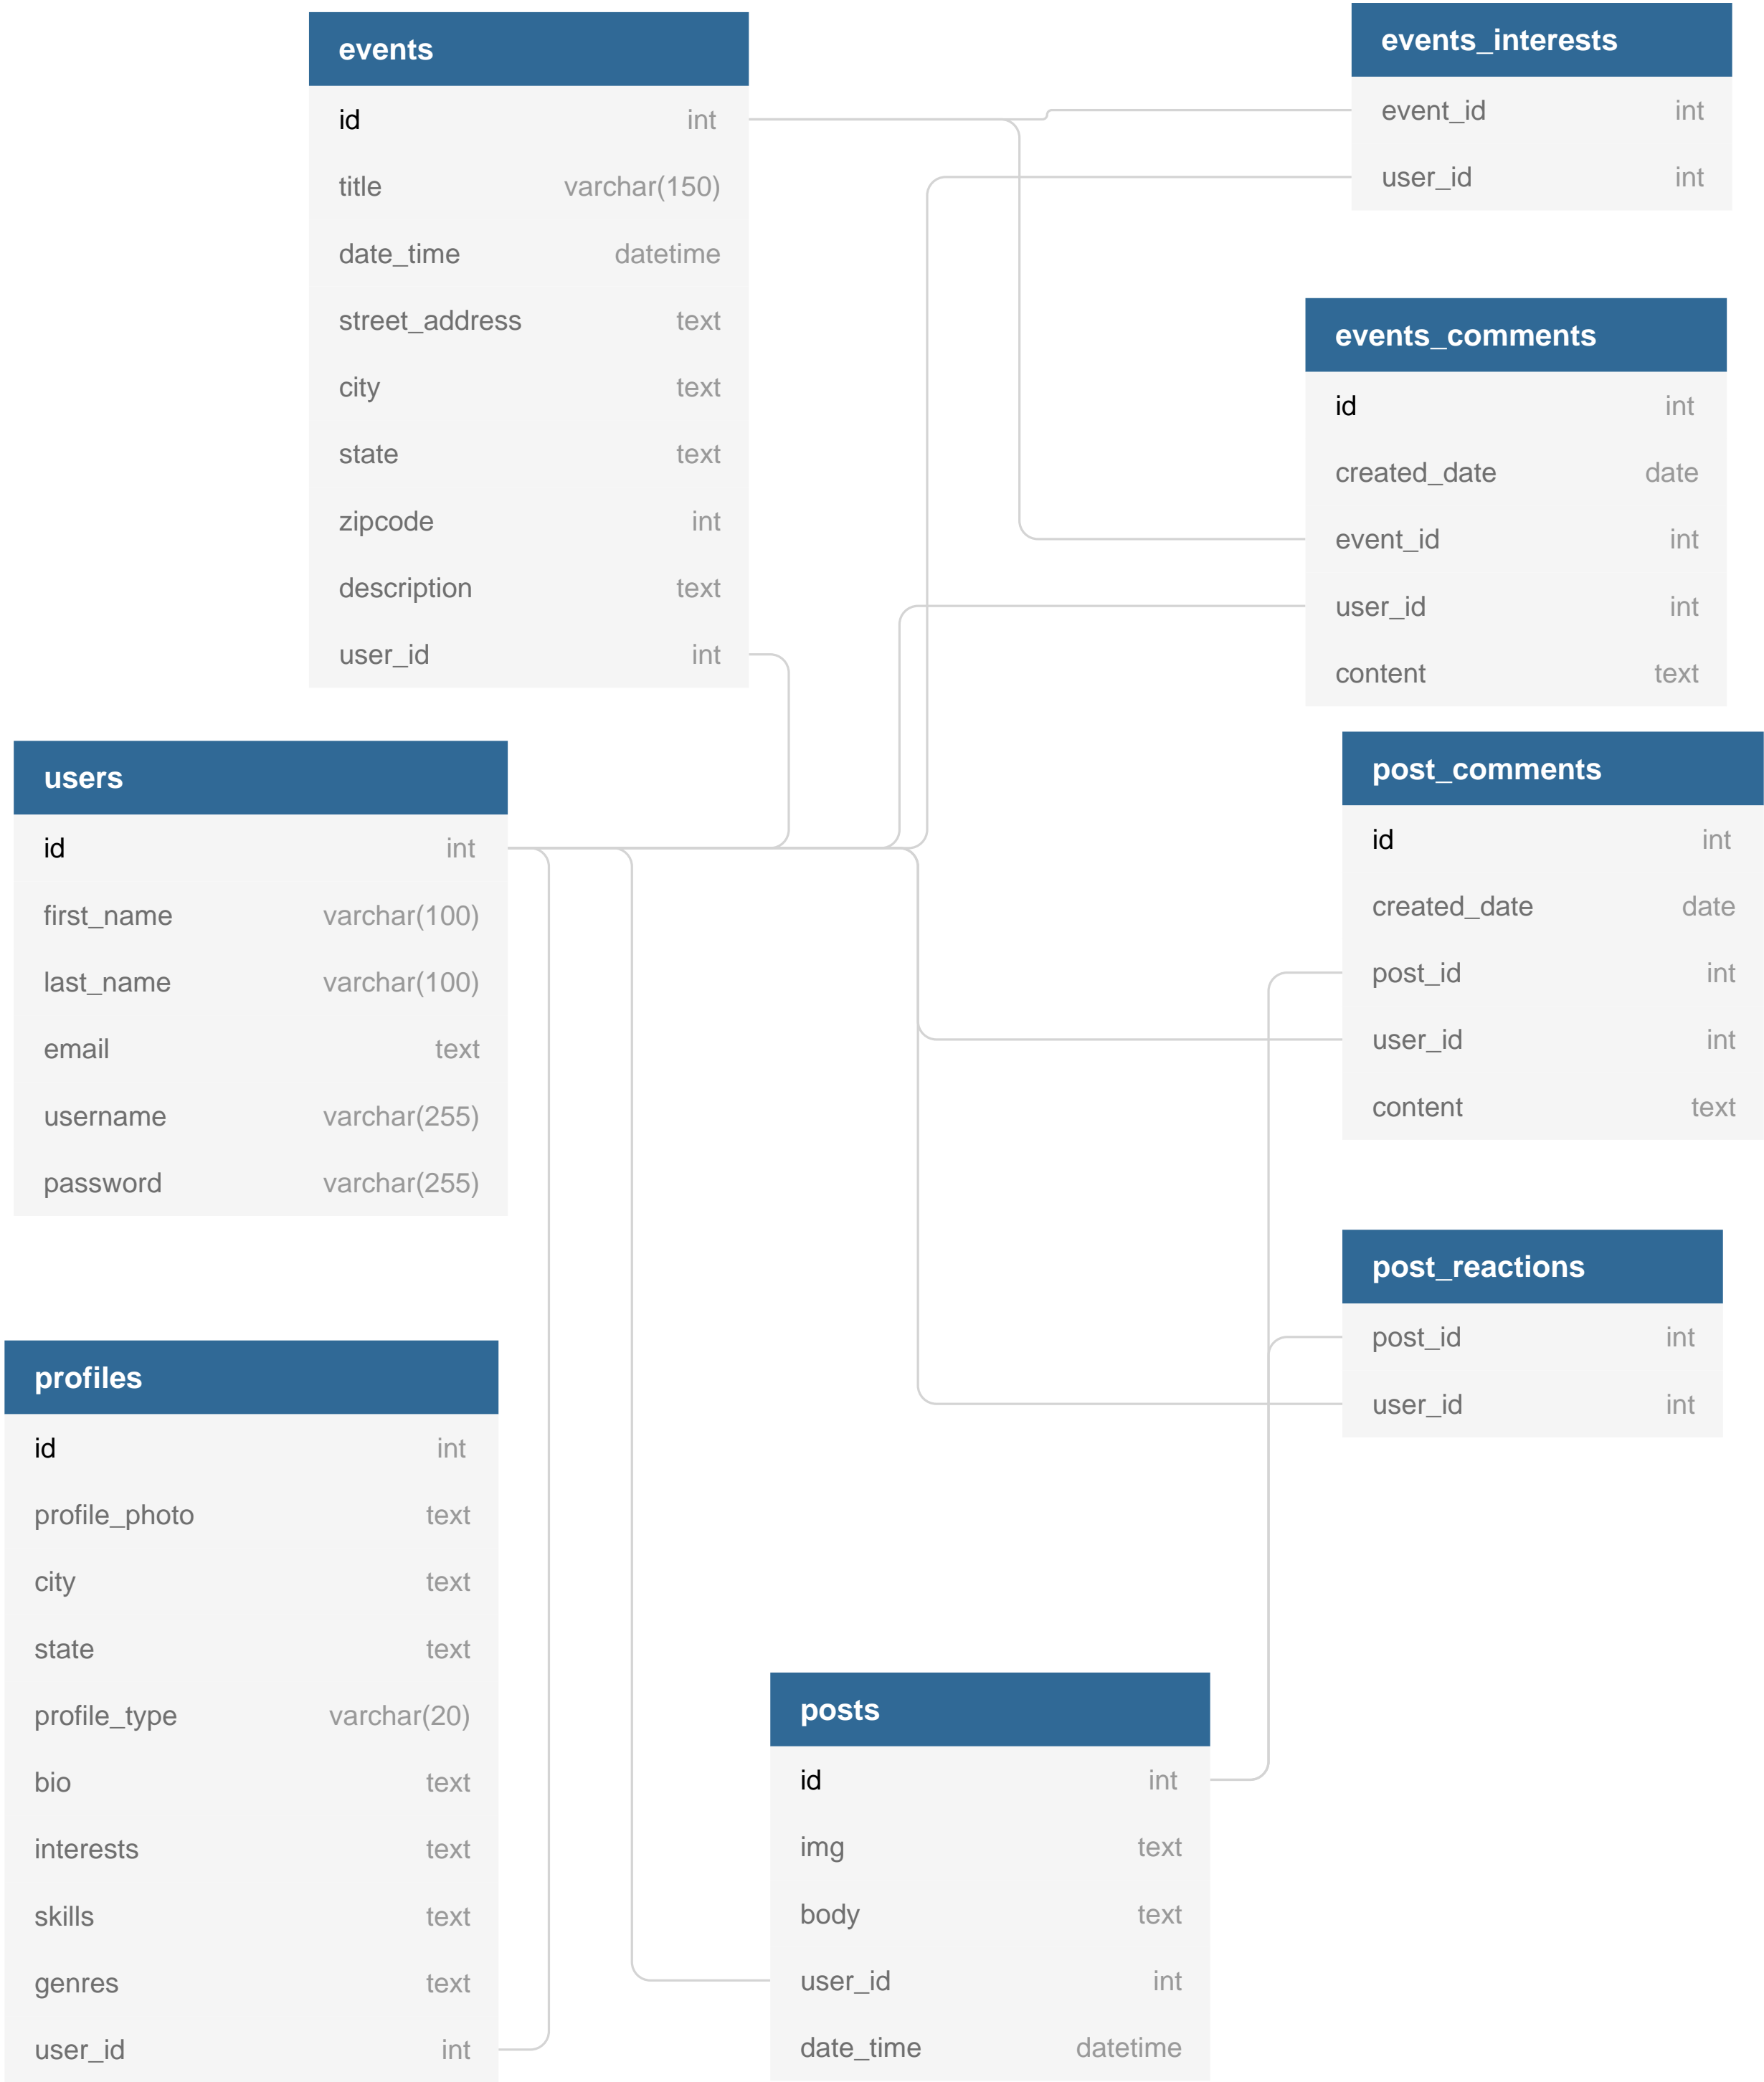 events
id int
title varchar(150)
date_time datetime
street_address text
city text
state text
zipcode int
description text
user_id int
events_interests
event_id int
user_id int
events_comments
id int
created_date date
event_id int
user_id int
content text
users
id int
first_name varchar(100)
last_name varchar(100)
email text
username varchar(255)
password varchar(255)
post_comments
id int
created_date date
post_id int
user_id int
content text
post_reactions
post_id int
user_id int
profiles
id int
profile_photo text
city text
state text
profile_type varchar(20)
bio text
interests text
skills text
genres text
user_id int
posts
id int
img text
body text
user_id int
date_time datetime